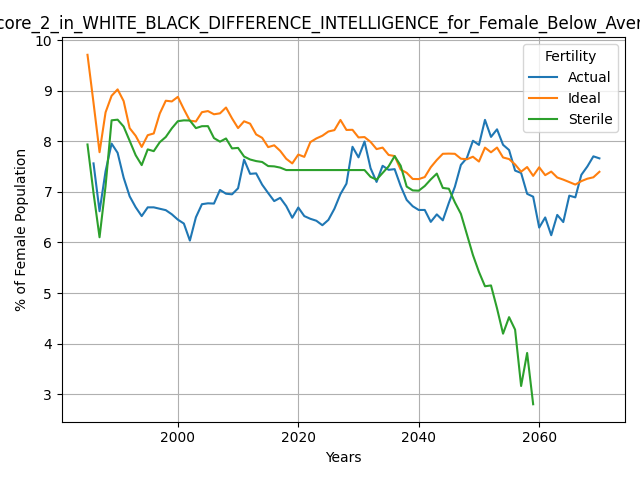 core_2_in_WHITE_BLACK_DIFFERENCE_INTELLIGENCE_for_Female_Below_Aver
10
9
8
7
6
5
4
3
% of Female Population
Fertility
Actual
Ideal
Sterile
2000
2020
2040
2060
Years